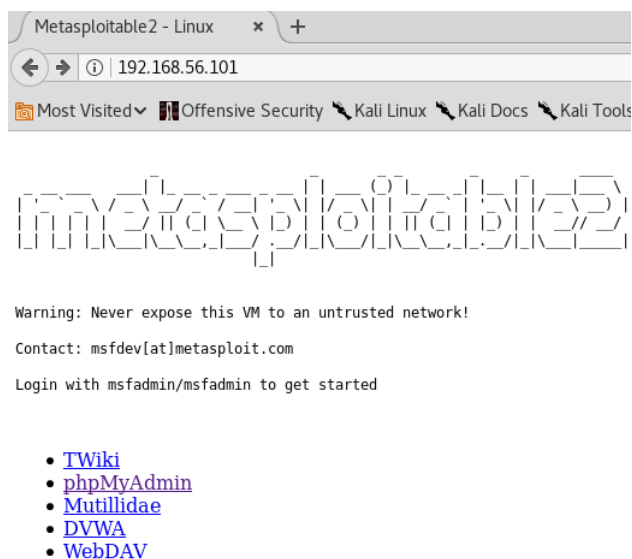 Metasploitable2 - Linux
192.168.56.101
Most Visited Offensive Security Kali Linux Kali Docs Kali Tools
metasploitable2
Warning: Never expose this VM to an untrusted network!
Contact: msfdev[at]metasploit.com
Login with msfadmin/msfadmin to get started
TWiki
phpMyAdmin
Mutillidae
DVWA
WebDAV